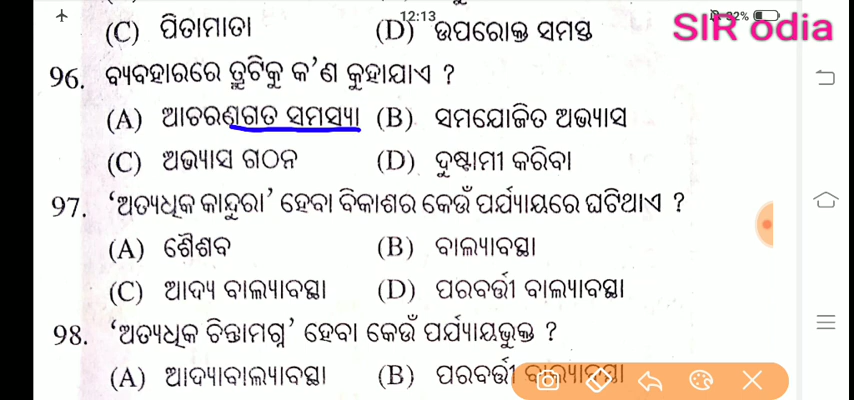 12:13 32%
SIR odia
(C) ପିତାମାତା (D) ଉପରୋକ୍ତ ସମସ୍ତ
96. ବ୍ୟବହାରରେ ତ୍ରୁଟିକୁ କ'ଣ କୁହାଯାଏ ?
(A) ଆଚରଣଗତ ସମସ୍ୟା (B) ସମଯୋଜିତ ଅଭ୍ୟାସ
(C) ଅଭ୍ୟାସ ଗଠନ (D) ଦୁଷ୍ଟାମୀ କରିବା
97. 'ଅତ୍ୟଧିକ କାନ୍ଦୁରା' ହେବା ବିକାଶର କେଉଁ ପର୍ଯ୍ୟାୟରେ ଘଟିଥାଏ ?
(A) ଶୈଶବ (B) ବାଲ୍ୟାବସ୍ଥା
(C) ଆଦ୍ୟ ବାଲ୍ୟାବସ୍ଥା (D) ପରବର୍ତ୍ତୀ ବାଲ୍ୟାବସ୍ଥା
98. 'ଅତ୍ୟଧିକ ଚିନ୍ତାମଗ୍ନ' ହେବା କେଉଁ ପର୍ଯ୍ୟାୟଭୁକ୍ତ ?
(A) ଆଦ୍ୟାବାଲ୍ୟାବସ୍ଥା (B) ପରବର୍ତ୍ତୀ ବାଲ୍ୟାବସ୍ଥା